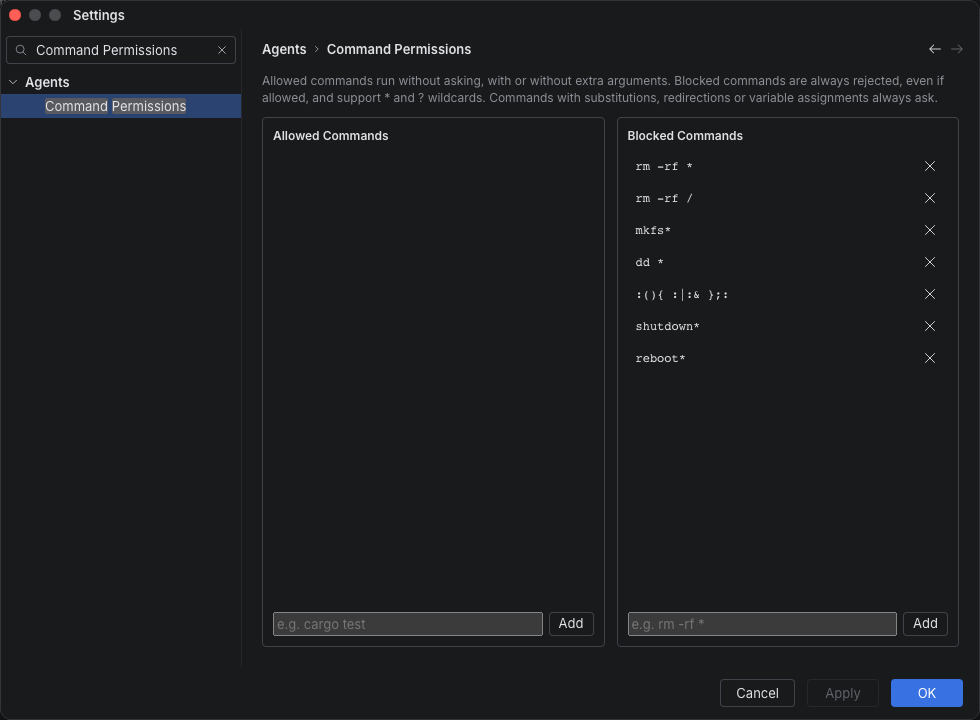 Settings
Command Permissions
Agents
Command Permissions
Agents › Command Permissions
Allowed commands run without asking, with or without extra arguments. Blocked commands are always rejected, even if
allowed, and support * and ? wildcards. Commands with substitutions, redirections or variable assignments always ask.
Allowed Commands
e.g. cargo test
Add
Blocked Commands
rm -rf *
rm -rf /
mkfs*
dd *
:(){ :|:& };:
shutdown*
reboot*
e.g. rm -rf *
Add
Cancel
Apply
OK